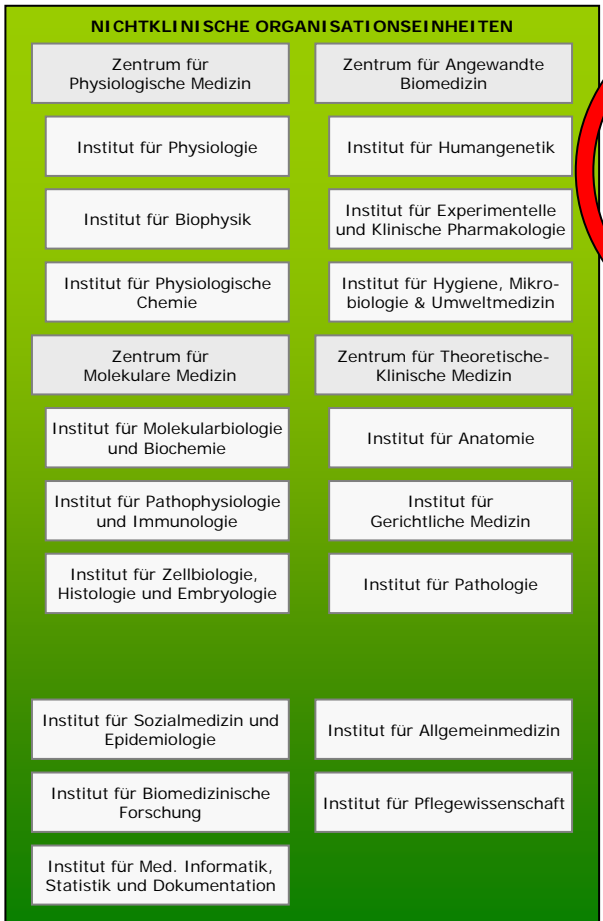 NICHTKLINISCHE ORGANISATIONSEINHEITEN
Zentrum für
Physiologische Medizin
Institut für Physiologie
Institut für Biophysik
Institut für Physiologische
Chemie
Zentrum für
Molekulare Medizin
Institut für Molekularbiologie
und Biochemie
Institut für Pathophysiologie
und Immunologie
Institut für Zellbiologie,
Histologie und Embryologie
Zentrum für Angewandte
Biomedizin
Institut für Humangenetik
Institut für Experimentelle
und Klinische Pharmakologie
Institut für Hygiene, Mikro-
biologie & Umweltmedizin
Zentrum für Theoretische-
Klinische Medizin
Institut für Anatomie
Institut für
Gerichtliche Medizin
Institut für Pathologie
Institut für Sozialmedizin und
Epidemiologie
Institut für Biomedizinische
Forschung
Institut für Med. Informatik,
Statistik und Dokumentation
Institut für Allgemeinmedizin
Institut für Pflegewissenschaft